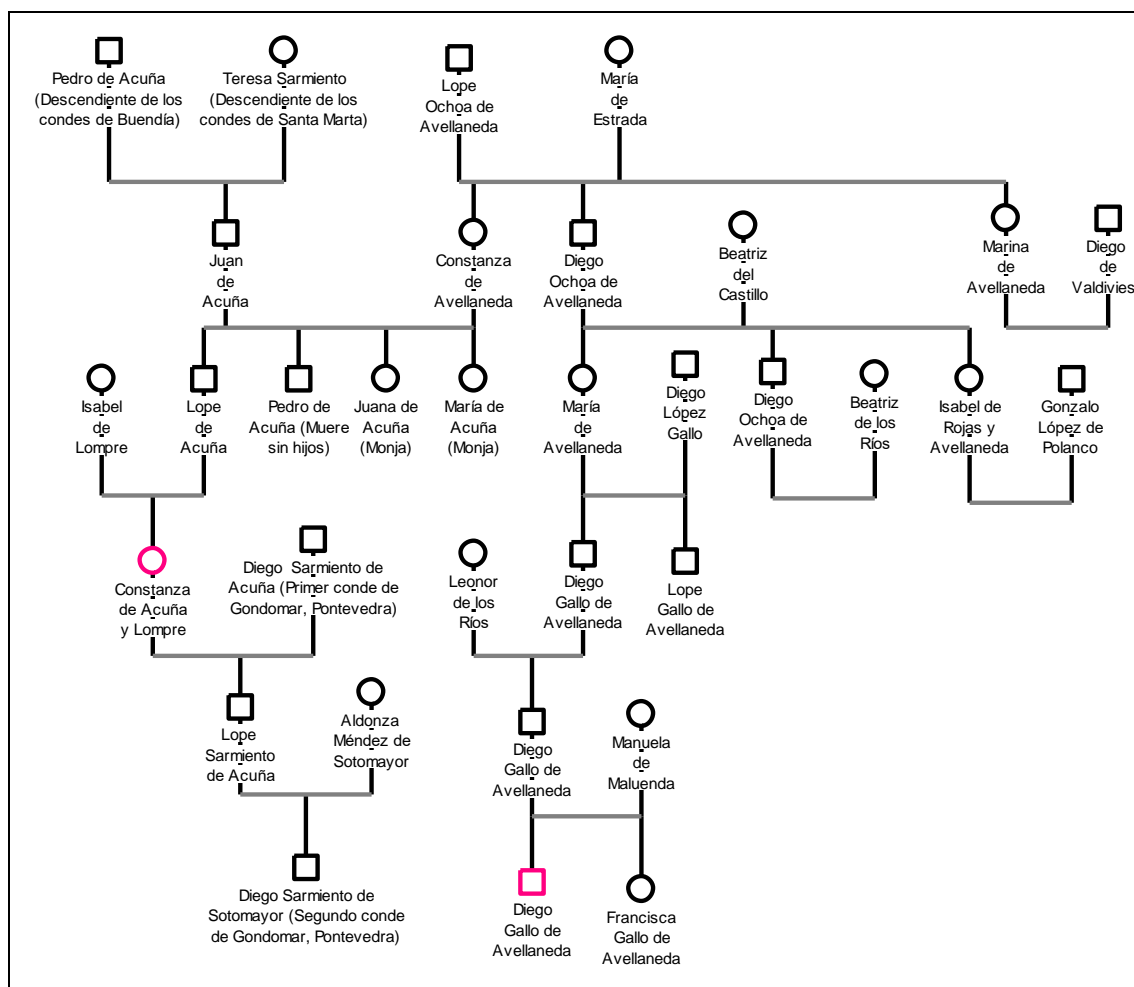 Pedro de Acuña
(Descendiente de los
condes de Buendía)
Teresa Sarmiento
(Descendiente de los
condes de Santa Marta)
Lope
Ochoa de
Avellaneda
María
de
Estrada
Juan
de
Acuña
Constanza
de
Avellaneda
Diego
Ochoa de
Avellaneda
Beatriz
del
Castillo
Marina
de
Avellaneda
Diego
de
Valdivies
Isabel
de
Lompre
Lope
de
Acuña
Pedro de
Acuña (Muere
sin hijos)
Juana de
Acuña
(Monja)
María de
Acuña
(Monja)
María
de
Avellaneda
Diego
López
Gallo
Diego
Ochoa de
Avellaneda
Beatriz
de los
Ríos
Isabel de
Rojas y
Avellaneda
Gonzalo
López de
Polanco
Constanza
de Acuña
y Lompre
Diego Sarmiento de
Acuña (Primer conde de
Gondomar, Pontevedra)
Leonor
de los
Ríos
Diego
Gallo de
Avellaneda
Lope
Gallo de
Avellaneda
Lope
Sarmiento
de Acuña
Aldonza
Méndez de
Sotomayor
Diego
Gallo de
Avellaneda
Manuela
de
Maluenda
Diego Sarmiento de
Sotomayor (Segundo conde
de Gondomar, Pontevedra)
Diego
Gallo de
Avellaneda
Francisca
Gallo de
Avellaneda